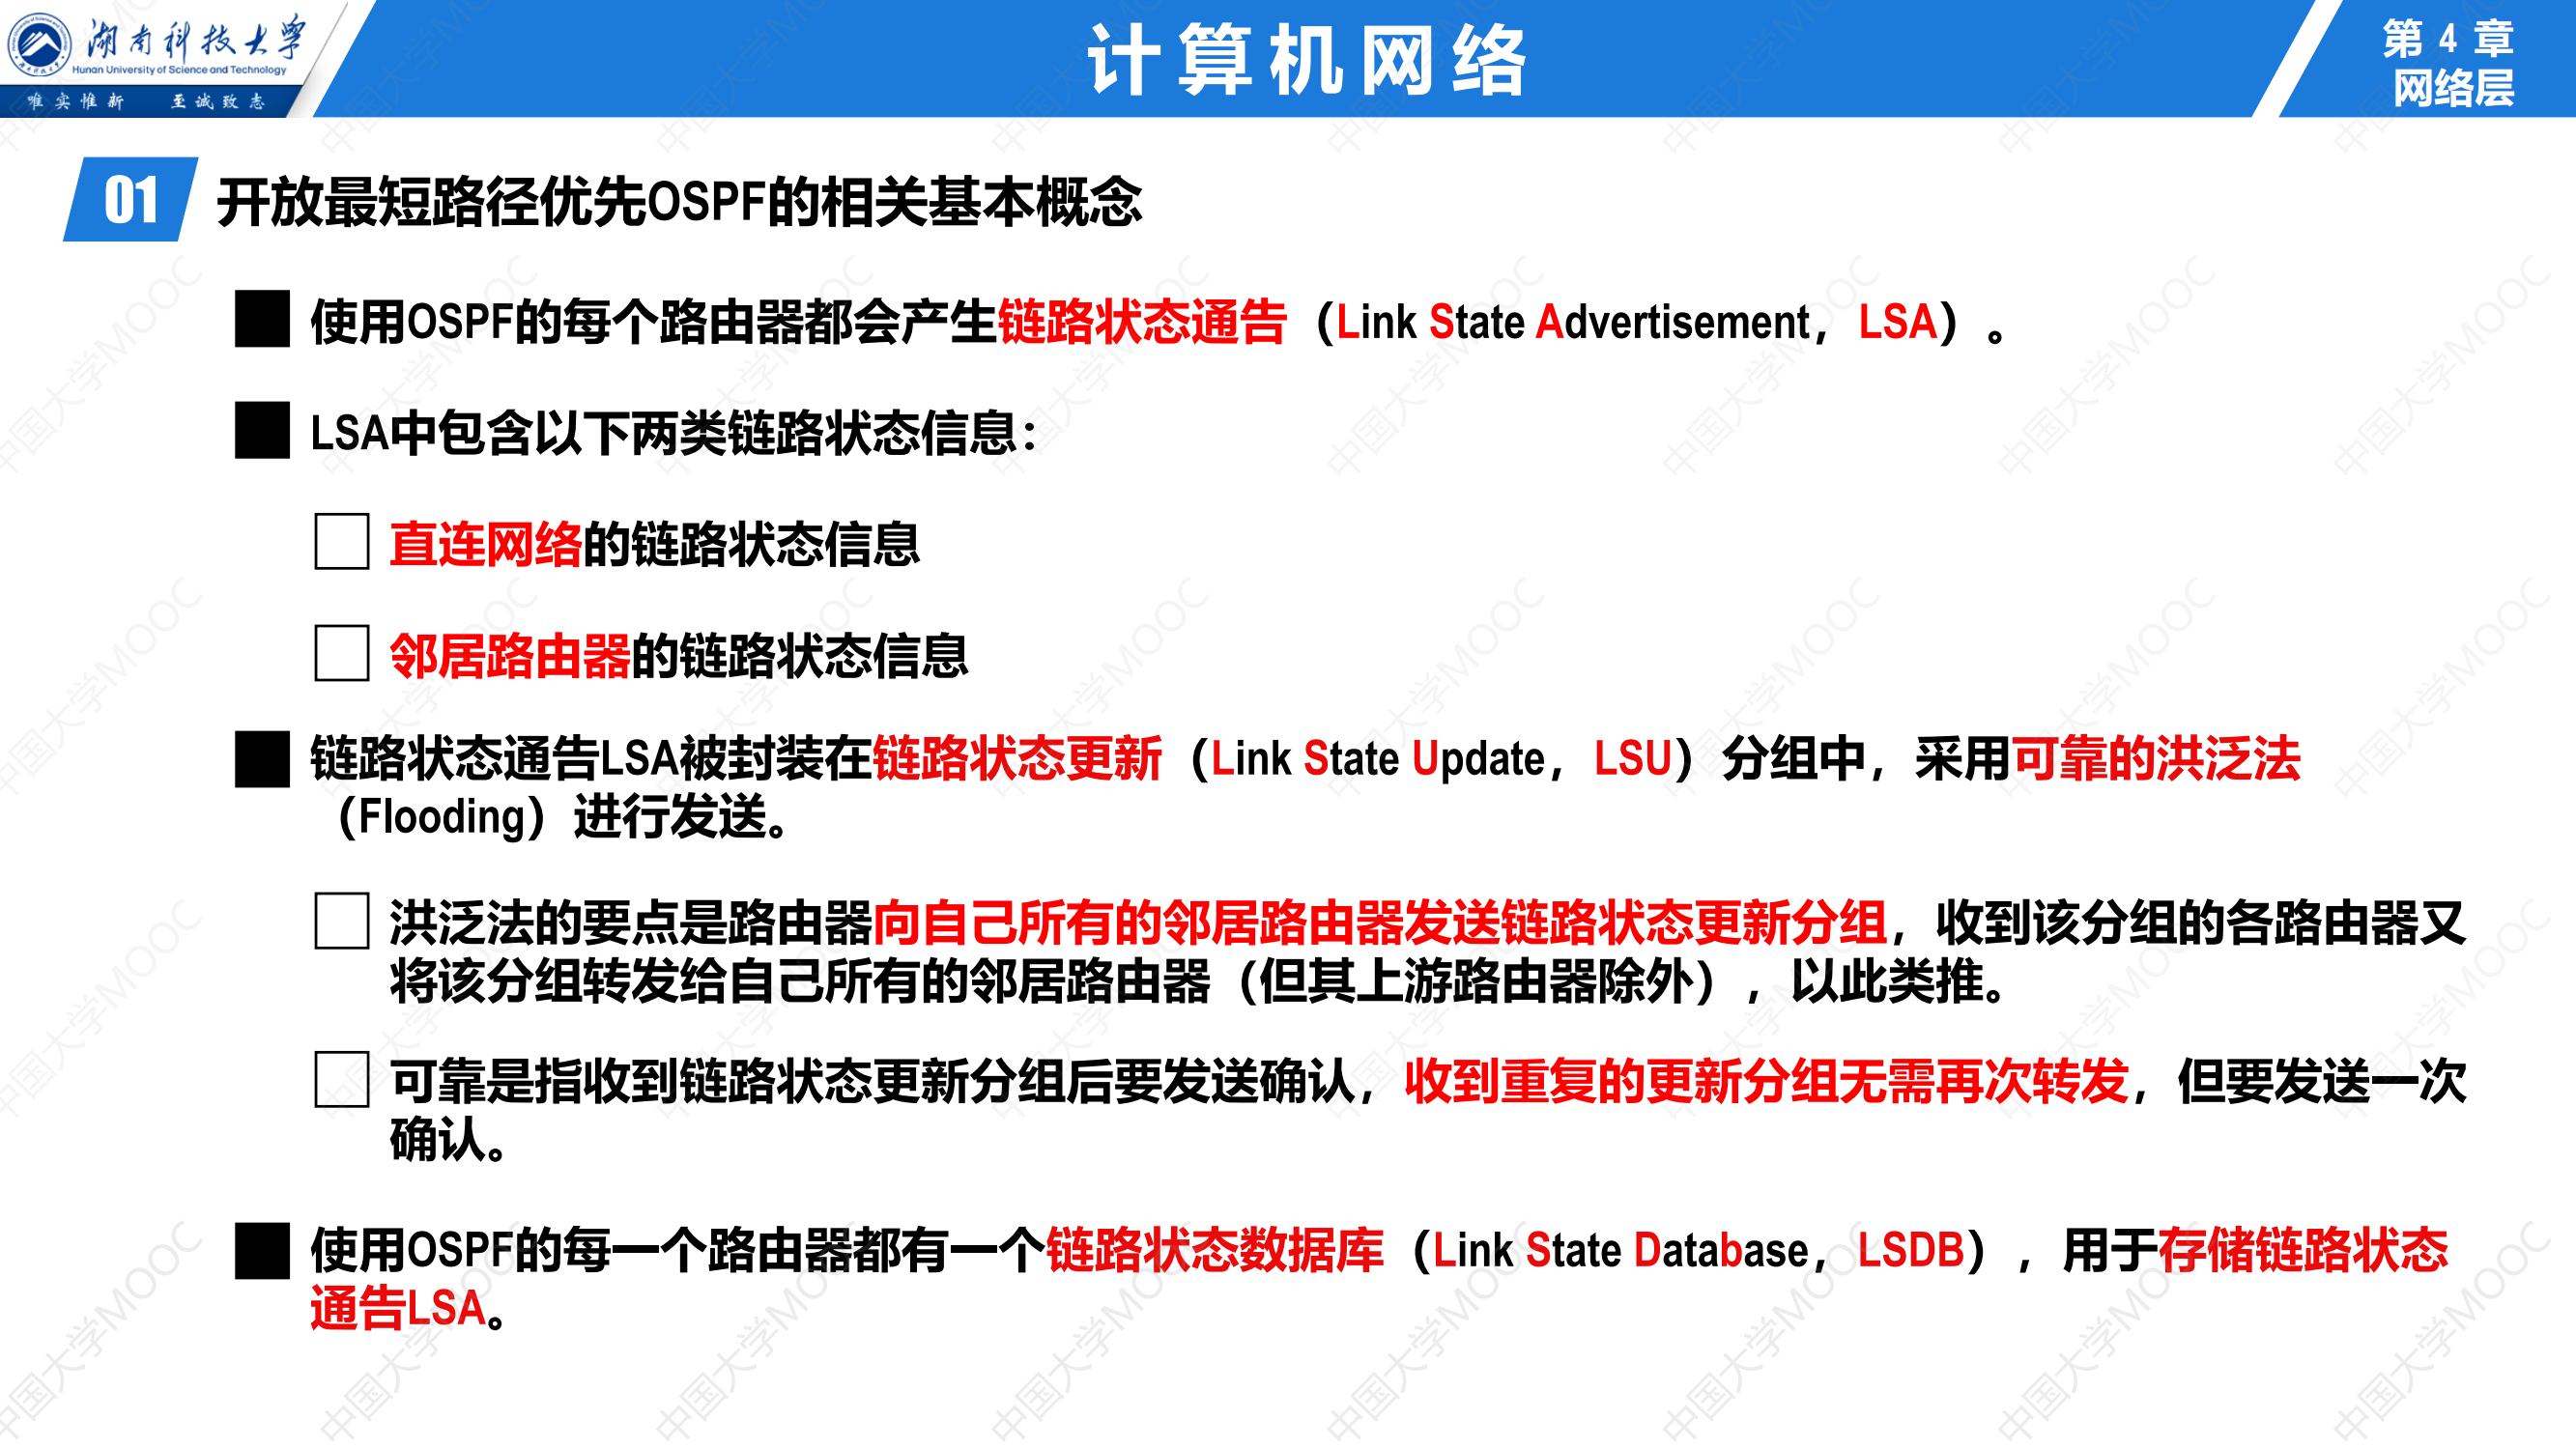 湖南科技大学
Hunan University of Science and Technology
唯实惟新 至诚致志
计算机网络
第 4 章
网络层
01 开放最短路径优先OSPF的相关基本概念
使用OSPF的每个路由器都会产生链路状态通告（Link State Advertisement，LSA）。
LSA中包含以下两类链路状态信息：
直连网络的链路状态信息
邻居路由器的链路状态信息
链路状态通告LSA被封装在链路状态更新（Link State Update，LSU）分组中，采用可靠的洪泛法
（Flooding）进行发送。
洪泛法的要点是路由器向自己所有的邻居路由器发送链路状态更新分组，收到该分组的各路由器又
将该分组转发给自己所有的邻居路由器（但其上游路由器除外），以此类推。
可靠是指收到链路状态更新分组后要发送确认，收到重复的更新分组无需再次转发，但要发送一次
确认。
使用OSPF的每一个路由器都有一个链路状态数据库（Link State Database，LSDB），用于存储链路状态
通告LSA。
中国大学MOOC